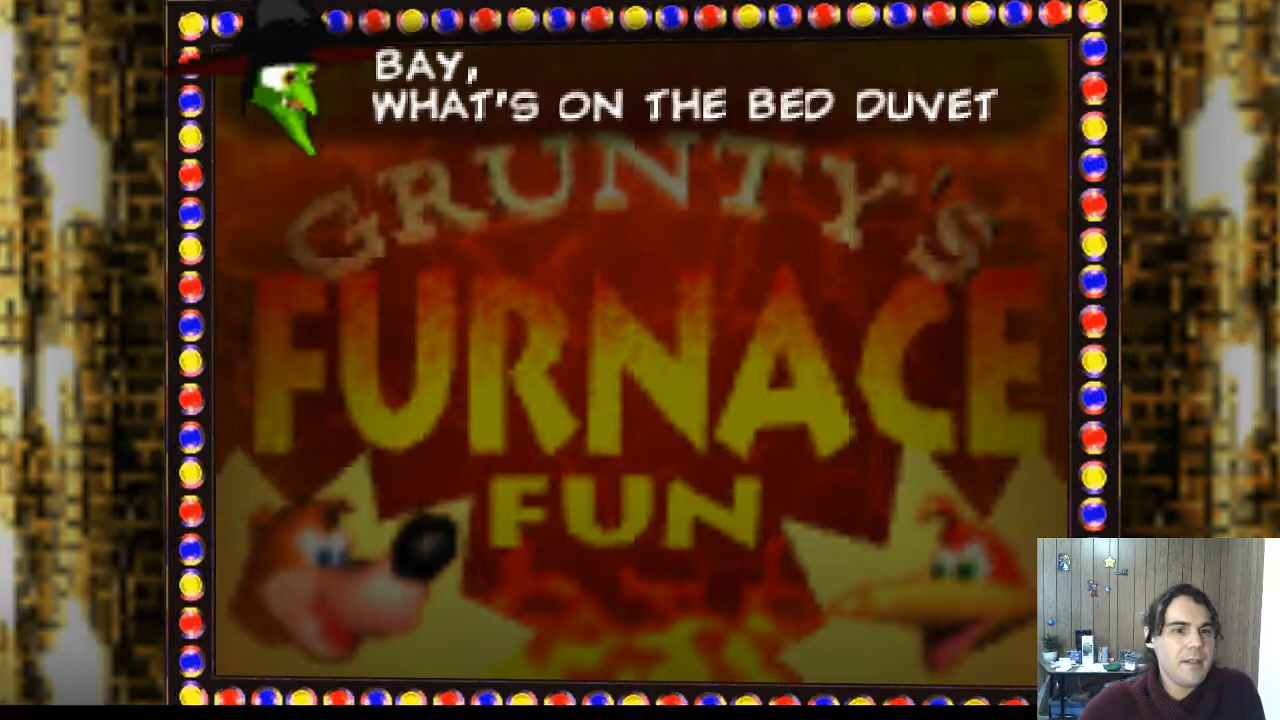 BAY,
WHAT'S ON THE BED DUVET
GRUNTY'S
FURNACE
FUN